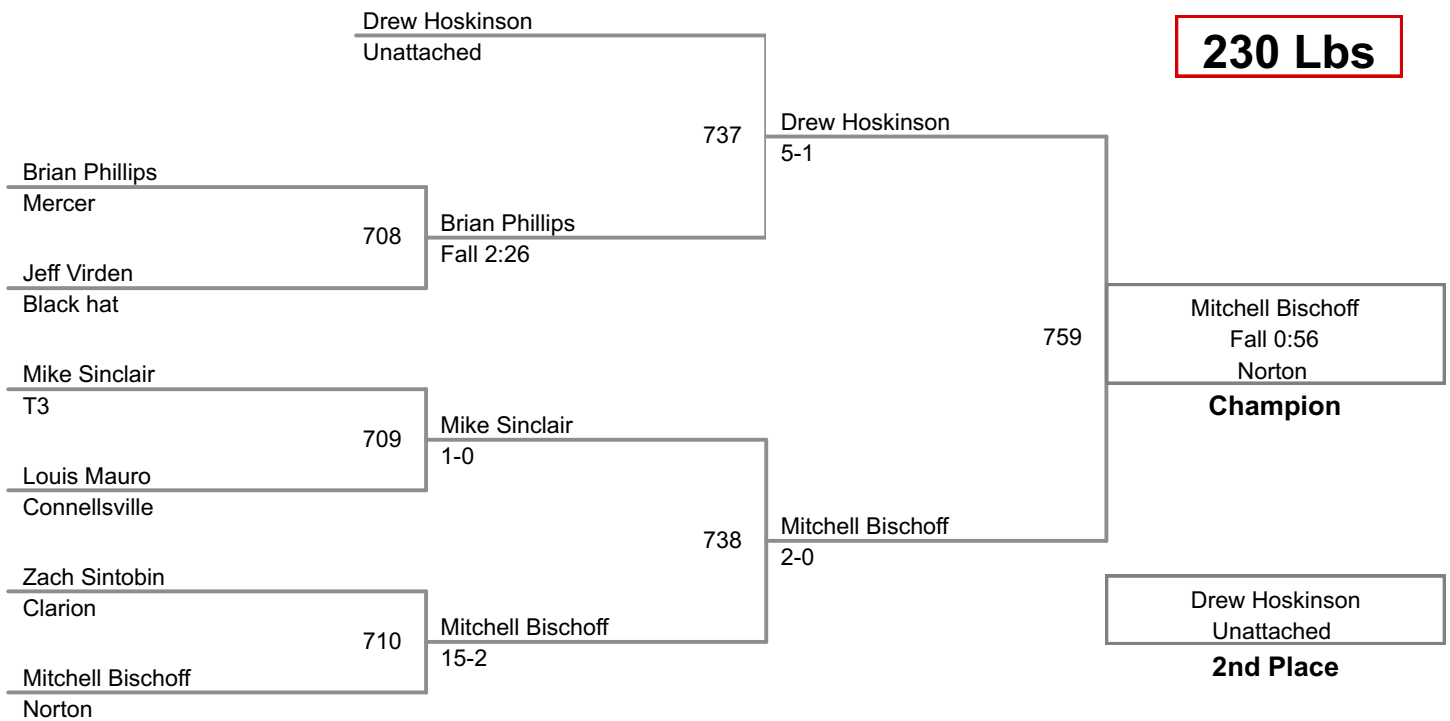 Drew Hoskinson
Unattached
230 Lbs
737
Drew Hoskinson
5-1
Brian Phillips
Mercer
708
Brian Phillips
Fall 2:26
Jeff Virden
Black hat
759
Mitchell Bischoff
Fall 0:56
Norton
Champion
Mike Sinclair
T3
709
Mike Sinclair
1-0
Louis Mauro
Connellsville
738
Mitchell Bischoff
2-0
Zach Sintobin
Clarion
710
Mitchell Bischoff
15-2
Mitchell Bischoff
Norton
Drew Hoskinson
Unattached
2nd Place